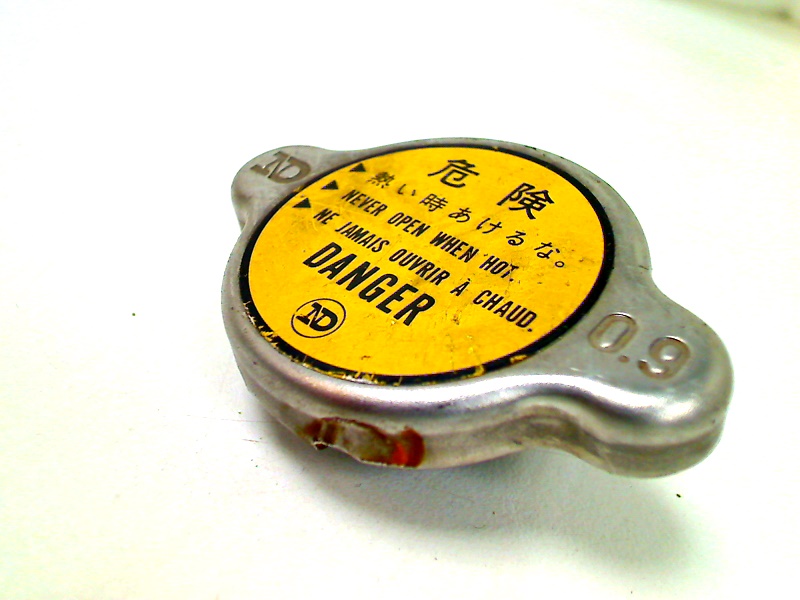 危険
▶熱い時あけるな。
▶NEVER OPEN WHEN HOT.
▶NE JAMAIS OUVRIR À CHAUD.
DANGER
ND
ND
0.9